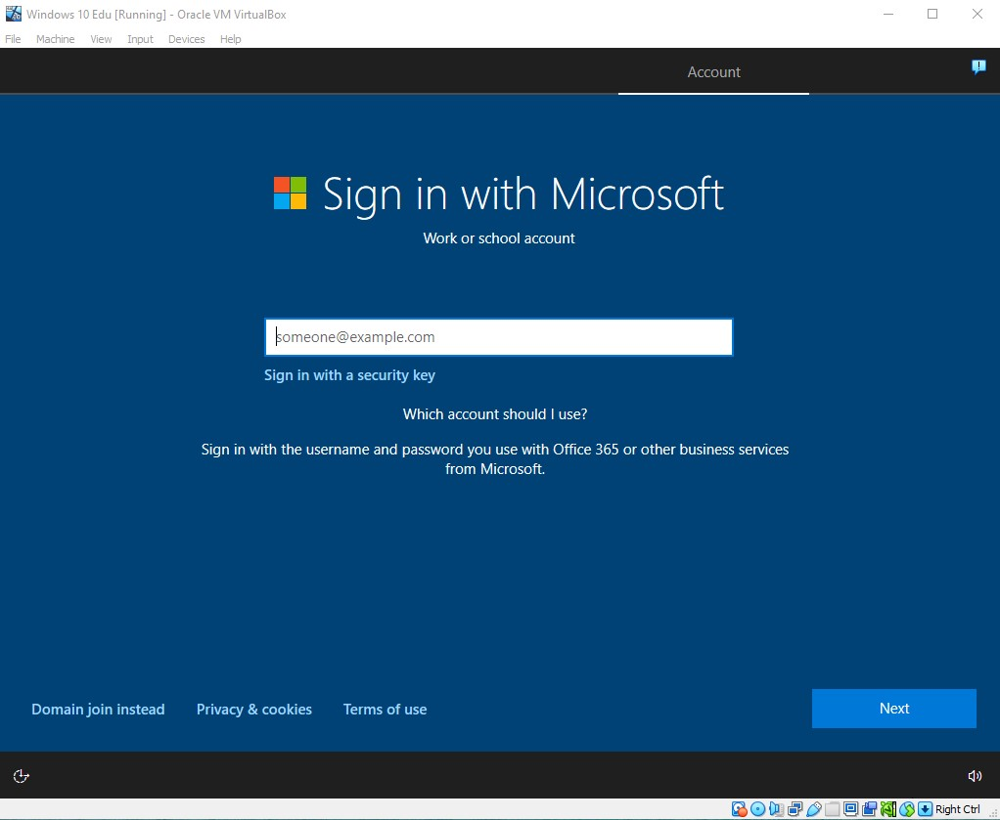 Windows 10 Edu [Running] - Oracle VM VirtualBox
File Machine View Input Devices Help
Account
Sign in with Microsoft
Work or school account
someone@example.com
Sign in with a security key
Which account should I use?
Sign in with the username and password you use with Office 365 or other business services
from Microsoft.
Domain join instead Privacy & cookies Terms of use Next
Right Ctrl